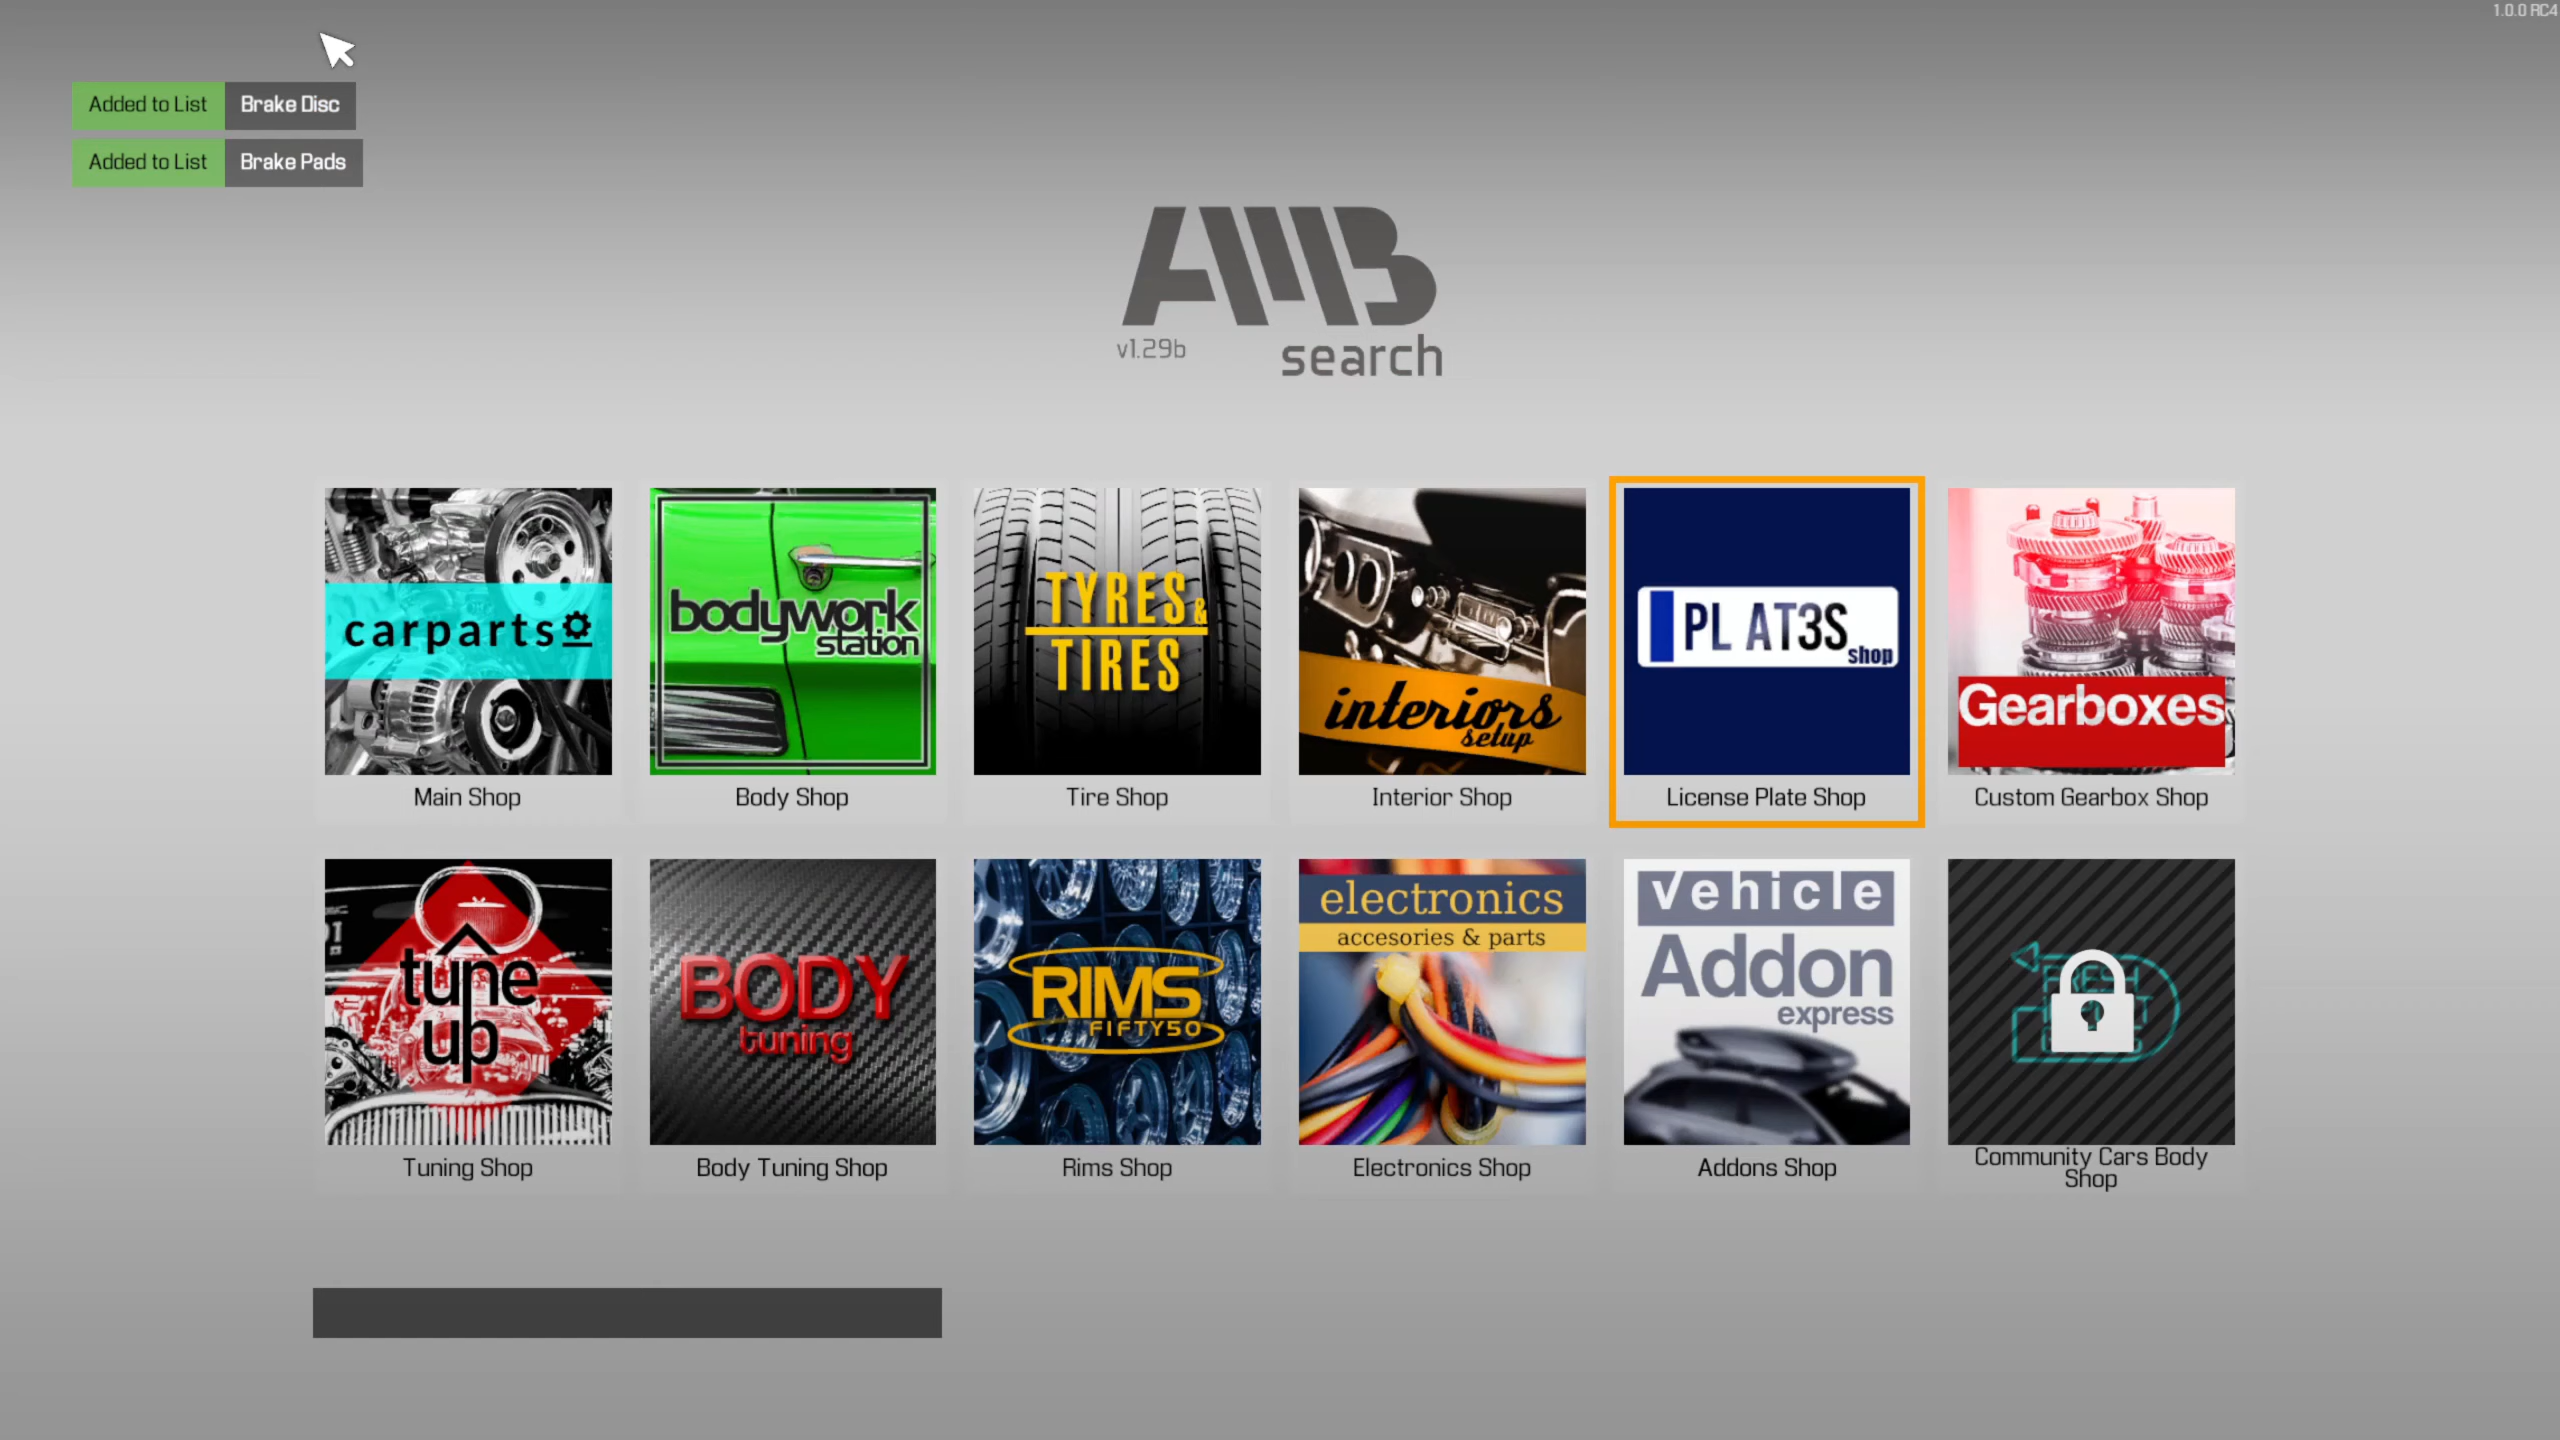 1.0.0 RC4
Added to List Brake Disc
Added to List Brake Pads
AMB
v1.29b
search
carparts
Main Shop
bodywork
station
Body Shop
TYRES &
TIRES
Tire Shop
interiors
setup
Interior Shop
PL AT3S
shop
License Plate Shop
Gearboxes
Custom Gearbox Shop
tune
up
Tuning Shop
BODY
tuning
Body Tuning Shop
RIMS
FIFTY50
Rims Shop
electronics
accesories & parts
Electronics Shop
vehicle
Addon
express
Addons Shop
FRESH
Community Cars Body
Shop